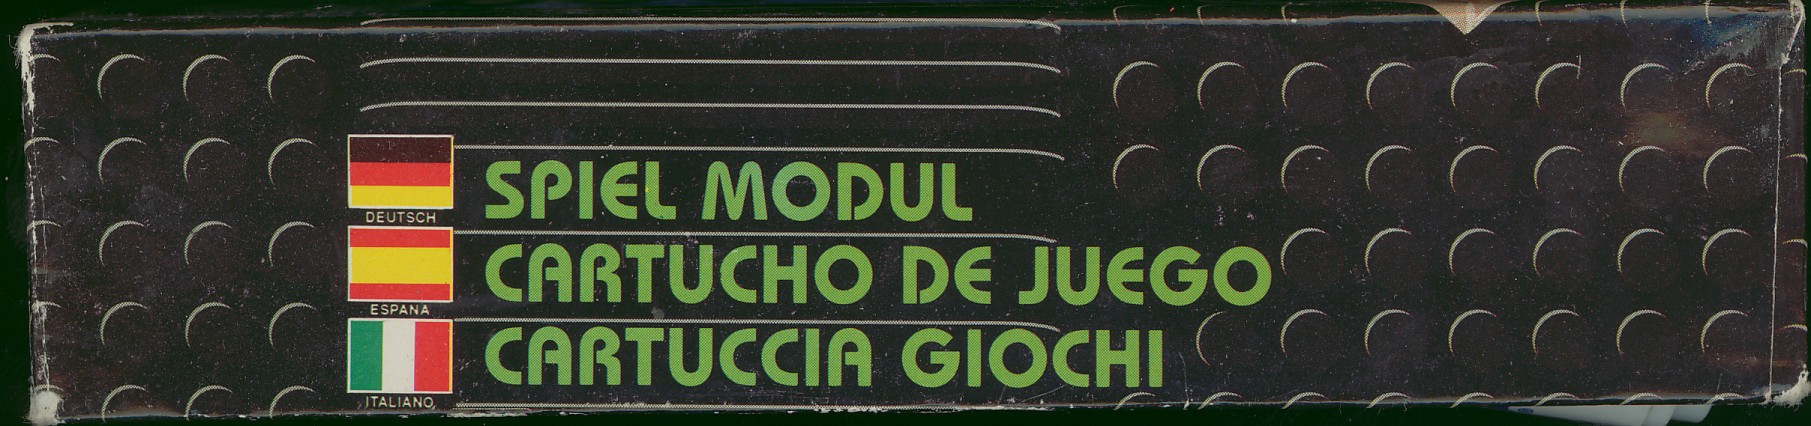 SPIEL MODUL
DEUTSCH
CARTUCHO DE JUEGO
ESPANA
CARTUCCIA GIOCHI
ITALIANO